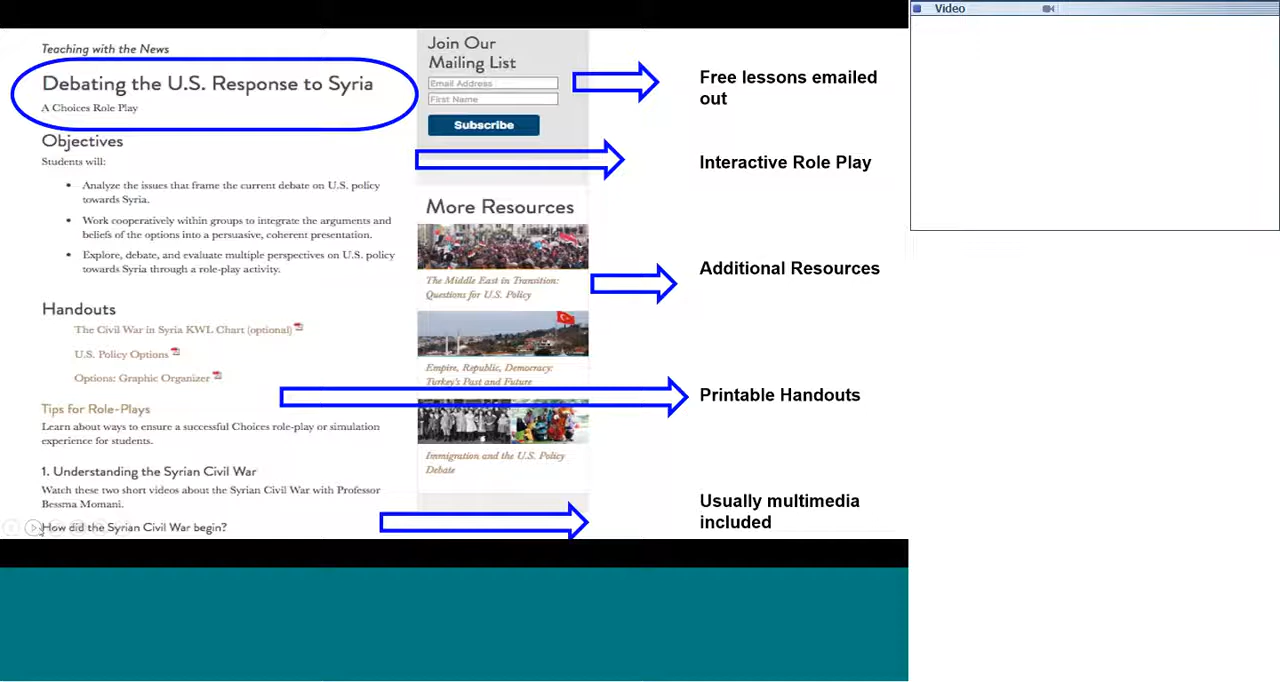 Teaching with the News
Debating the U.S. Response to Syria
A Choices Role Play
Objectives
Students will:
Analyze the issues that frame the current debate on U.S. policy
towards Syria.
Work cooperatively within groups to integrate the arguments and
beliefs of the options into a persuasive, coherent presentation.
Explore, debate, and evaluate multiple perspectives on U.S. policy
towards Syria through a role-play activity.
Handouts
The Civil War in Syria KWL Chart (optional)
U.S. Policy Options
Options: Graphic Organizer
Tips for Role-Plays
Learn about ways to ensure a successful Choices role-play or simulation
experience for students.
1. Understanding the Syrian Civil War
Watch these two short videos about the Syrian Civil War with Professor
Bessma Momani.
How did the Syrian Civil War begin?
Join Our
Mailing List
Email Address
First Name
Subscribe
More Resources
The Middle East in Transition:
Questions for U.S. Policy
Empire, Republic, Democracy:
Turkey's Past and Future
Immigration and the U.S. Policy
Debate
Free lessons emailed
out
Interactive Role Play
Additional Resources
Printable Handouts
Usually multimedia
included
Video